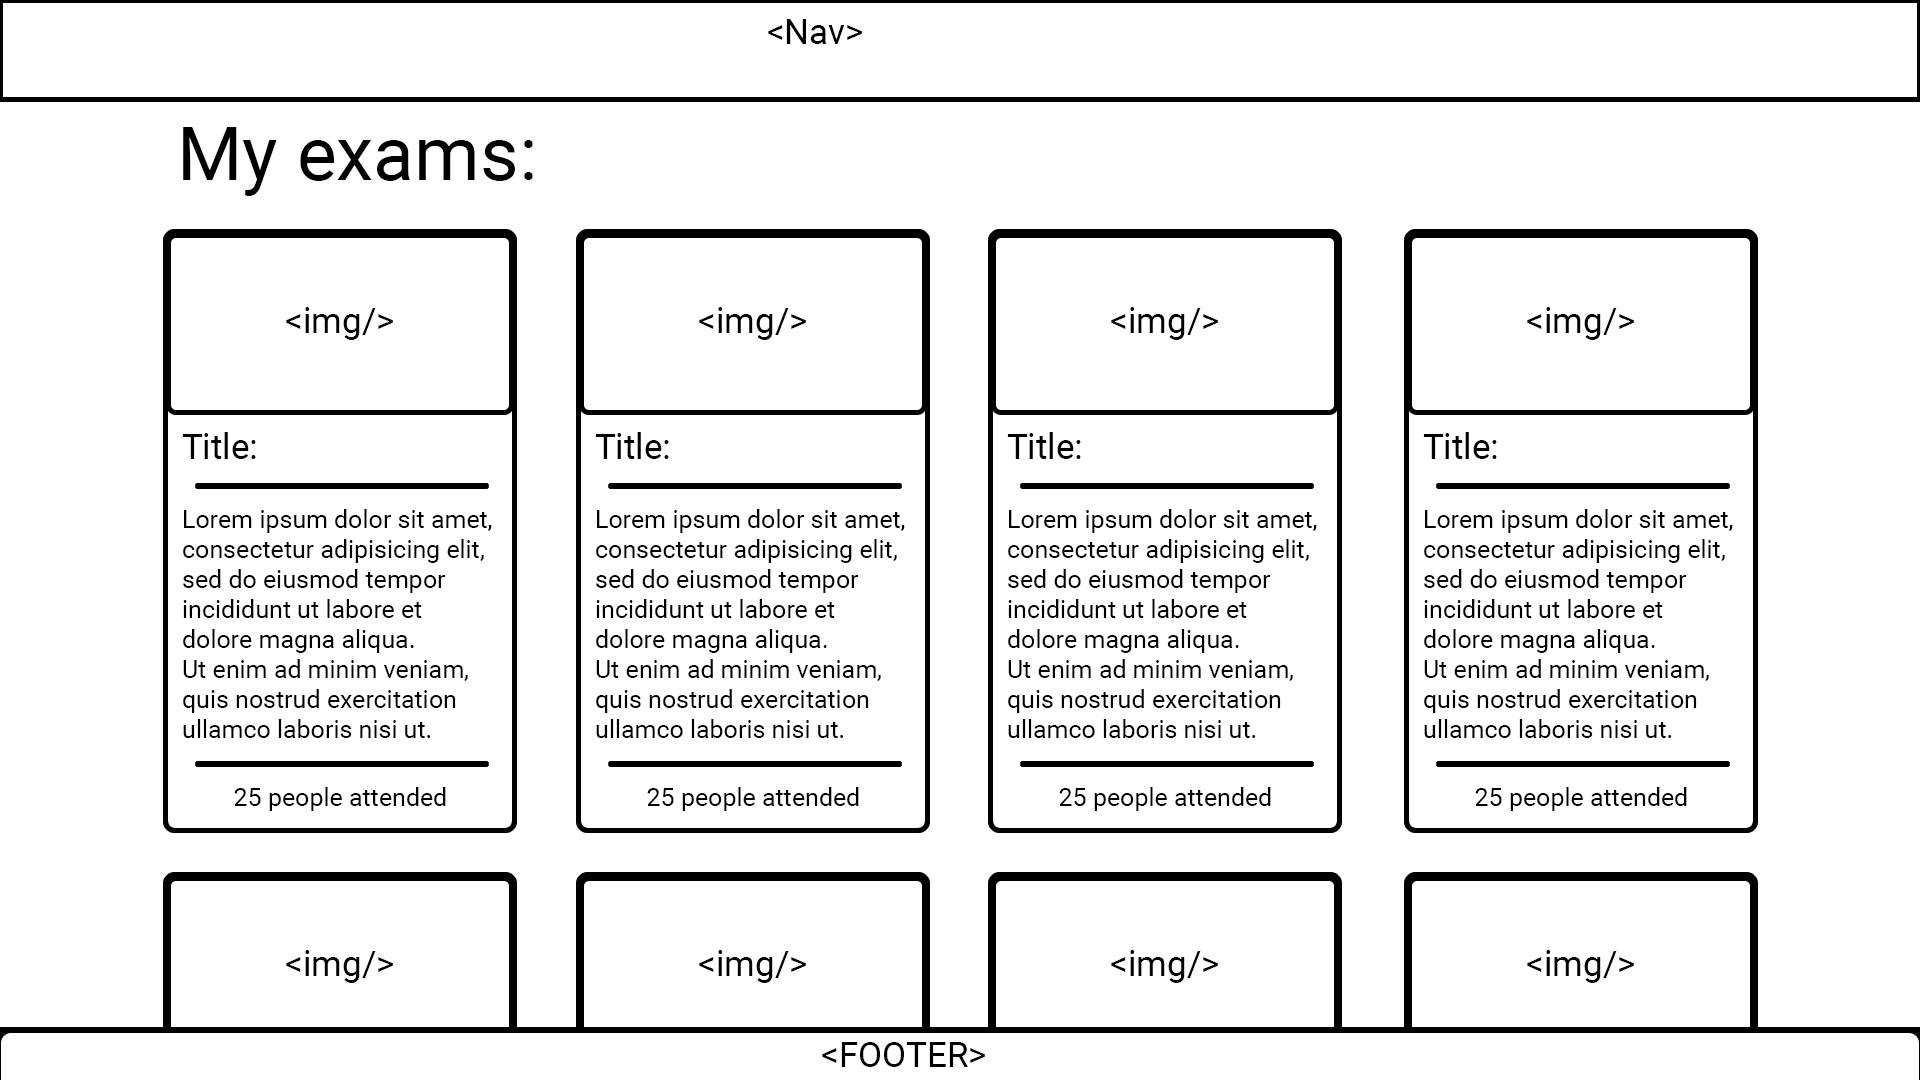 <Nav>
My exams:
<img/>
<img/>
<img/>
<img/>
Title:
Lorem ipsum dolor sit amet,
consectetur adipisicing elit,
sed do eiusmod tempor
incididunt ut labore et
dolore magna aliqua.
Ut enim ad minim veniam,
quis nostrud exercitation
ullamco laboris nisi ut.
25 people attended
Title:
Lorem ipsum dolor sit amet,
consectetur adipisicing elit,
sed do eiusmod tempor
incididunt ut labore et
dolore magna aliqua.
Ut enim ad minim veniam,
quis nostrud exercitation
ullamco laboris nisi ut.
25 people attended
Title:
Lorem ipsum dolor sit amet,
consectetur adipisicing elit,
sed do eiusmod tempor
incididunt ut labore et
dolore magna aliqua.
Ut enim ad minim veniam,
quis nostrud exercitation
ullamco laboris nisi ut.
25 people attended
Title:
Lorem ipsum dolor sit amet,
consectetur adipisicing elit,
sed do eiusmod tempor
incididunt ut labore et
dolore magna aliqua.
Ut enim ad minim veniam,
quis nostrud exercitation
ullamco laboris nisi ut.
25 people attended
<img/>
<img/>
<img/>
<img/>
<FOOTER>